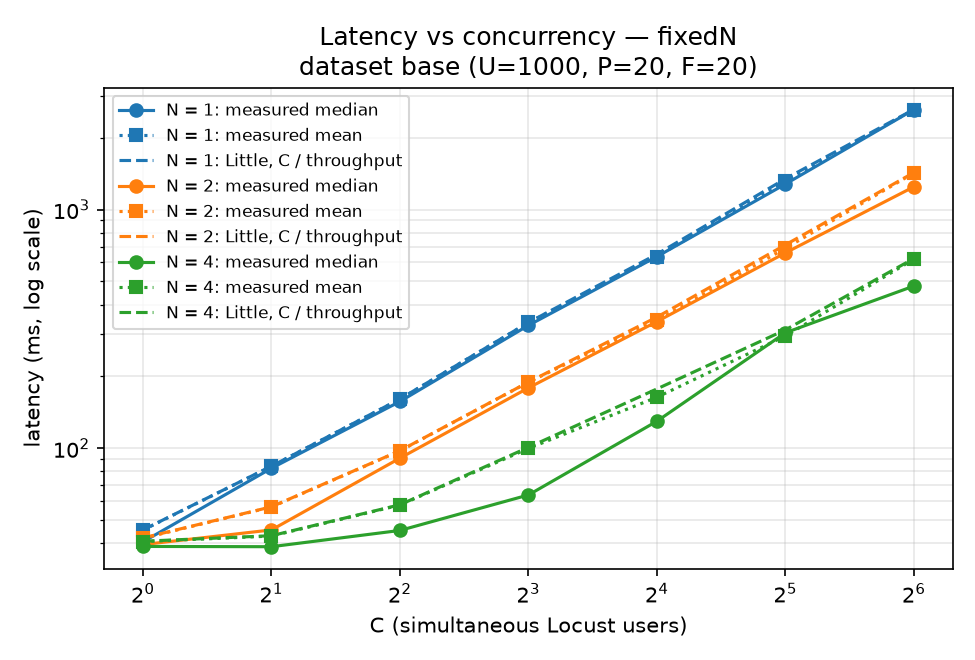 Latency vs concurrency — fixedN
dataset base (U=1000, P=20, F=20)
N = 1: measured median
N = 1: measured mean
N = 1: Little, C / throughput
N = 2: measured median
N = 2: measured mean
N = 2: Little, C / throughput
N = 4: measured median
N = 4: measured mean
N = 4: Little, C / throughput
latency (ms, log scale)
10³
10²
2⁰ 2¹ 2² 2³ 2⁴ 2⁵ 2⁶
C (simultaneous Locust users)